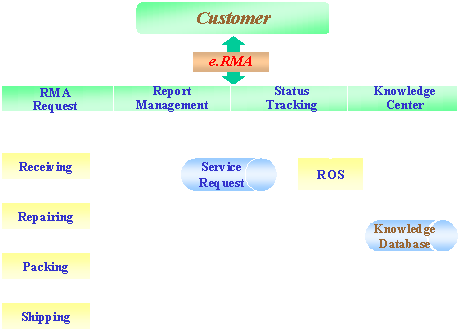 Customer
e.RMA
RMA
Request
Report
Management
Status
Tracking
Knowledge
Center
Receiving
Service
Request
ROS
Repairing
Knowledge
Database
Packing
Shipping